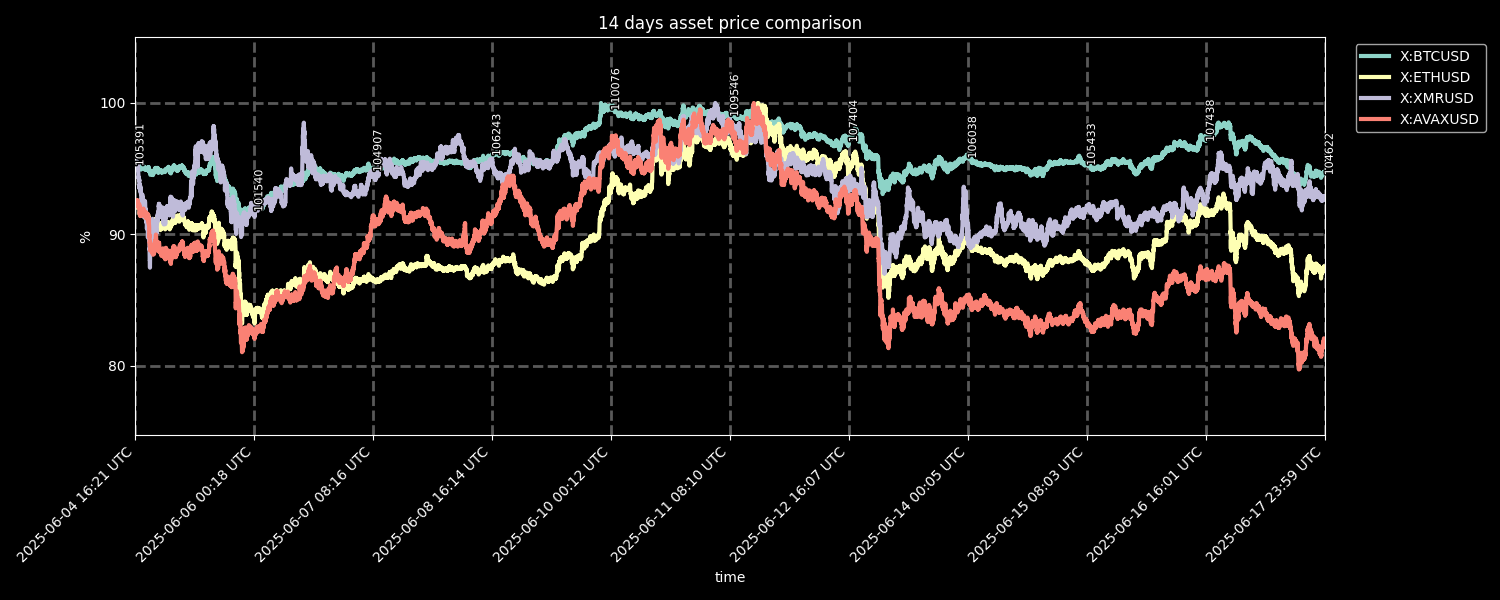 14 days asset price comparison
X:BTCUSD
X:ETHUSD
X:XMRUSD
X:AVAXUSD
100
90
80
%
105391
101540
104907
106243
110076
109546
107404
106038
105433
107438
104622
2025-06-04 16:21 UTC
2025-06-06 00:18 UTC
2025-06-07 08:16 UTC
2025-06-08 16:14 UTC
2025-06-10 00:12 UTC
2025-06-11 08:10 UTC
2025-06-12 16:07 UTC
2025-06-14 00:05 UTC
2025-06-15 08:03 UTC
2025-06-16 16:01 UTC
2025-06-17 23:59 UTC
time